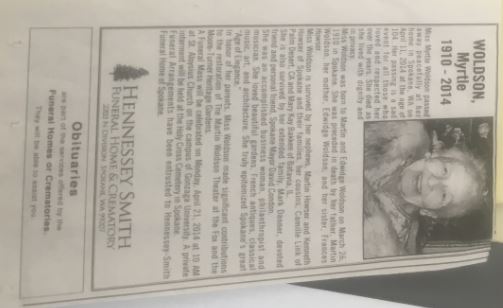 WOLDSON,
Myrtle
1910 - 2014
Miss Myrtle Woldson passed
away peacefully at her
home in Spokane, WA on
April 11, 2014 at the age of
104. Her passing is a sad
event for all those who
loved and respected her
over the years. She died as
she lived with dignity and
in privacy.
Miss Woldson was born to Martin and Edwidge Woldson on March 26,
1910 in Spokane. She was preceded in death by her father, Martin
Woldson, her mother, Edwidge Woldson, and her sister, Frances
Howser.
Miss Woldson is survived by her nephews, Martin Howser and Kenneth
Howser of Spokane and their families, her cousins, Camille Link of
Palm Desert, CA and Mary Kay Bakken of Batavia, IL.
She is also survived by her extended family, Mark Danner, devoted
friend and personal friend, Spokane Mayor David Condon.
She was an accomplished business woman, philanthropist and
musician. She loved beautiful gardens, French antiques, classical
music, art, and architecture. She truly epitomized Spokane's great
"Age of Elegance."
In honor of her parents, Miss Woldson made significant contributions
to the restoration of The Martin Woldson Theater at the Fox and the
Moore-Turner Heritage Gardens.
A Funeral Mass will be celebrated on Monday, April 21, 2014 at 10 AM
at St. Aloysius Church on the campus of Gonzaga University. A private
interment will be held at the Holy Cross Cemetery in Spokane.
Funeral Arrangements have been entrusted to Hennessey-Smith
Funeral Home of Spokane.
HENNESSEY SMITH
FUNERAL HOME & CREMATORY
2203 N DIVISION SPOKANE, WA 99207
Obituaries
are part of the services offered by the
Funeral Homes or Crematories.
They will be able to assist you.